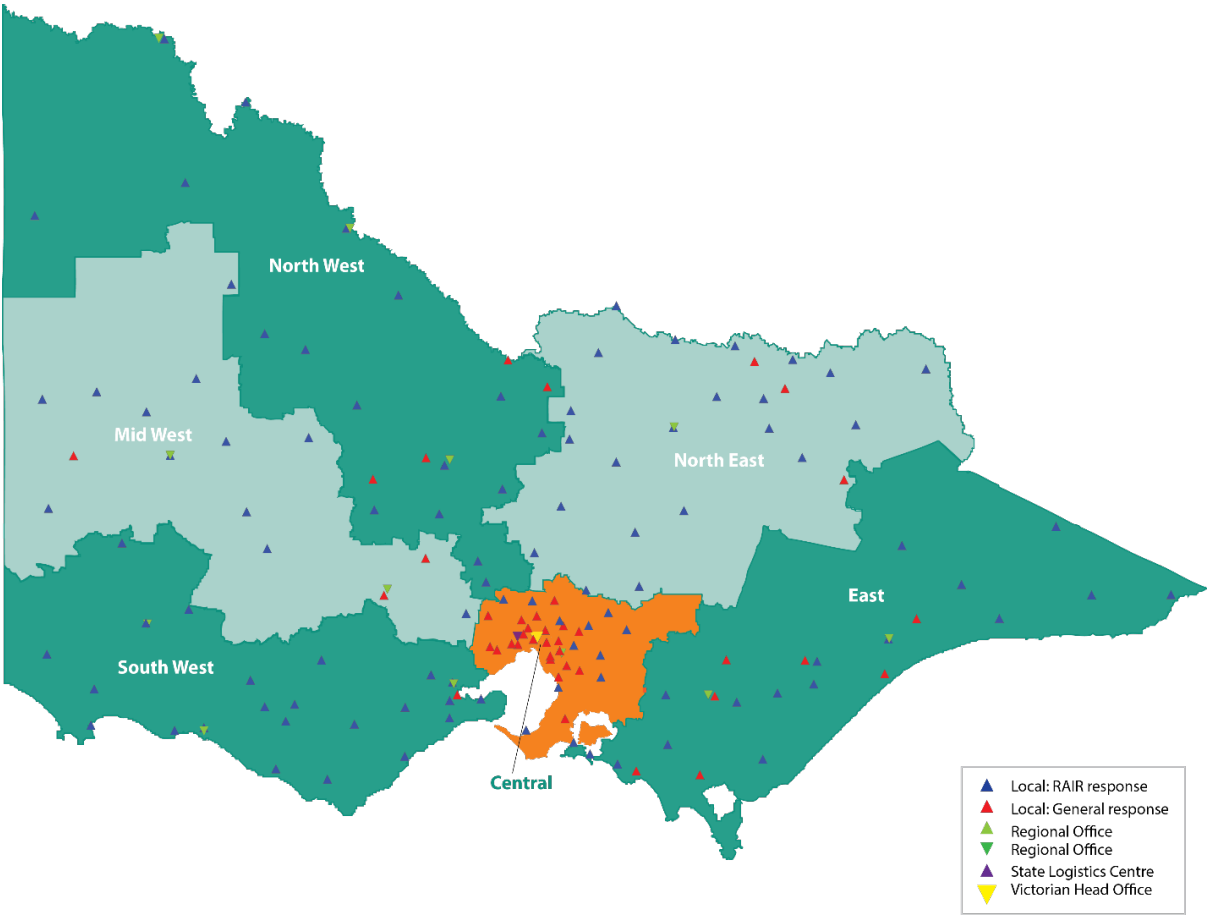 North West
Mid West
North East
East
South West
Central
Local: RAIR response
Local: General response
Regional Office
Regional Office
State Logistics Centre
Victorian Head Office